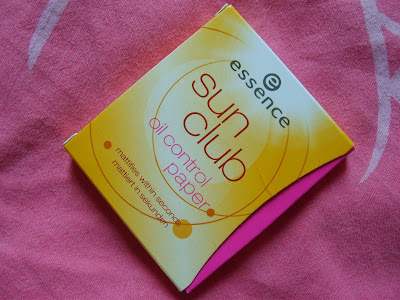 e
essence
sun
club
oil control
paper
mattifies within seconds
mattiert in sekunden